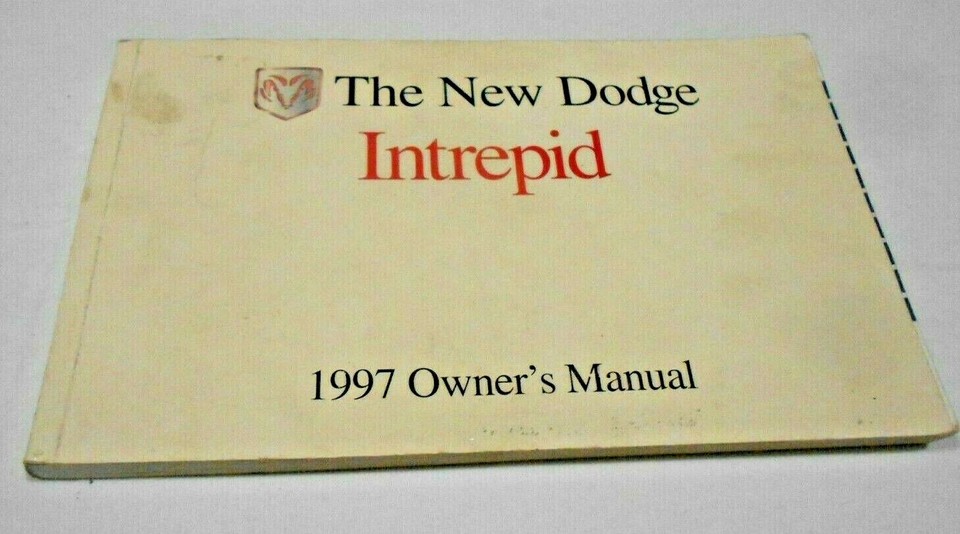 The New Dodge
Intrepid
1997 Owner's Manual